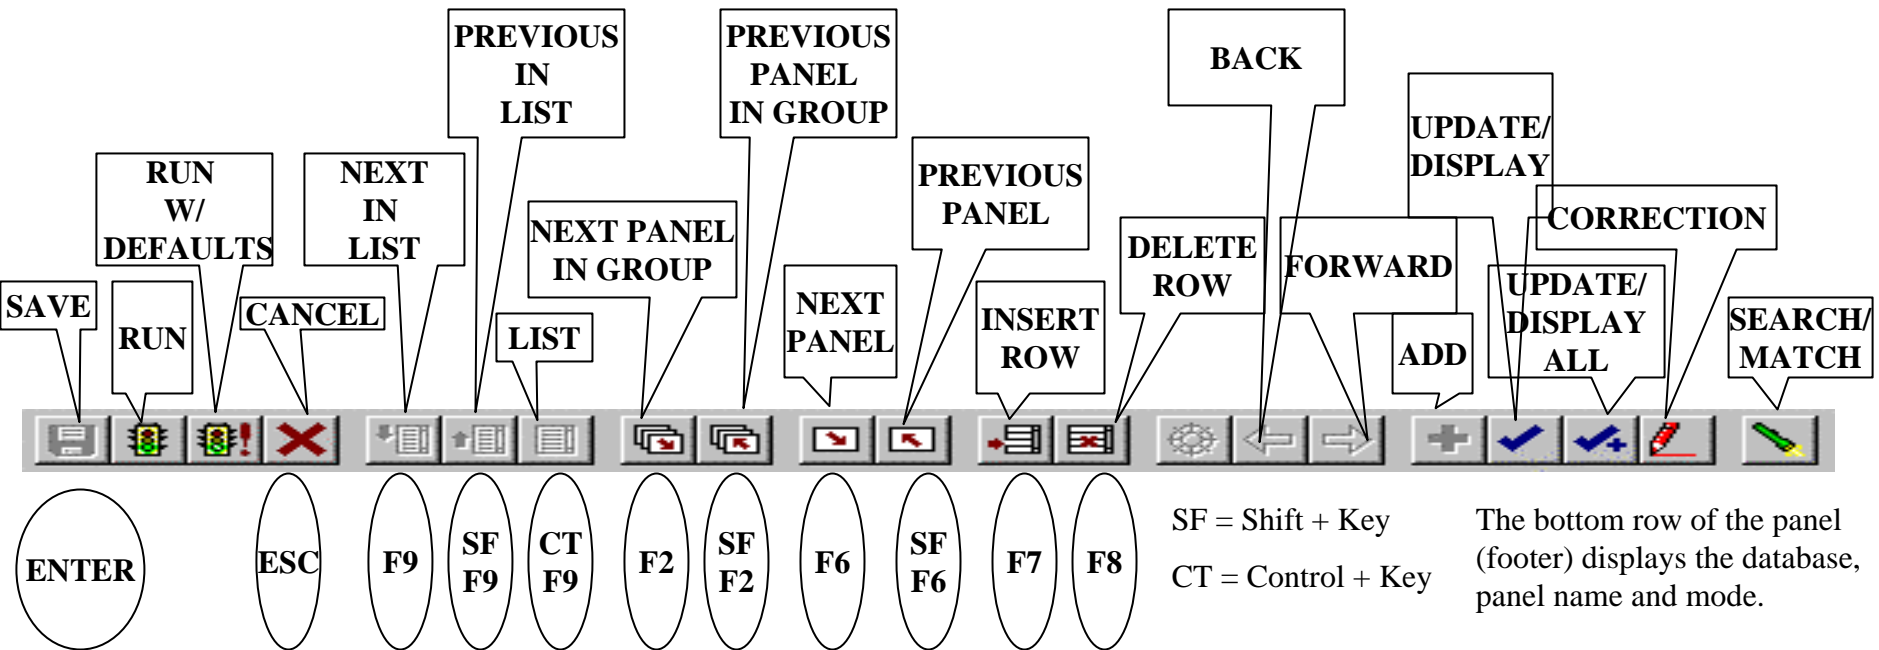 PREVIOUS
IN
LIST
PREVIOUS
PANEL
IN GROUP
BACK
UPDATE/
DISPLAY
RUN
W/
DEFAULTS
NEXT
IN
LIST
PREVIOUS
PANEL
CORRECTION
NEXT PANEL
IN GROUP
DELETE
ROW
FORWARD
SAVE
RUN
CANCEL
LIST
NEXT
PANEL
INSERT
ROW
ADD
UPDATE/
DISPLAY
ALL
SEARCH/
MATCH
ENTER
ESC
F9
SF
F9
CT
F9
F2
SF
F2
F6
SF
F6
F7
F8
SF = Shift + Key
CT = Control + Key
The bottom row of the panel
(footer) displays the database,
panel name and mode.